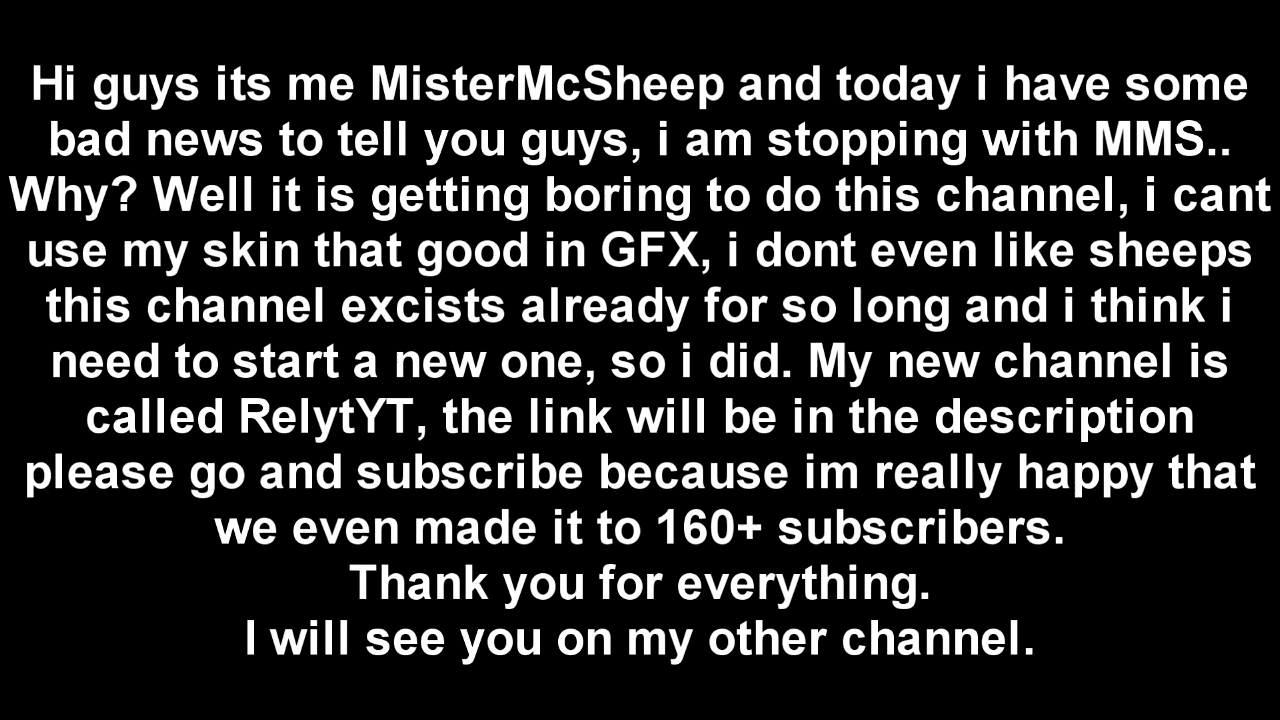 Hi guys its me MisterMcSheep and today i have some
bad news to tell you guys, i am stopping with MMS..
Why? Well it is getting boring to do this channel, i cant
use my skin that good in GFX, i dont even like sheeps
this channel excists already for so long and i think i
need to start a new one, so i did. My new channel is
called RelytYT, the link will be in the description
please go and subscribe because im really happy that
we even made it to 160+ subscribers.
Thank you for everything.
I will see you on my other channel.